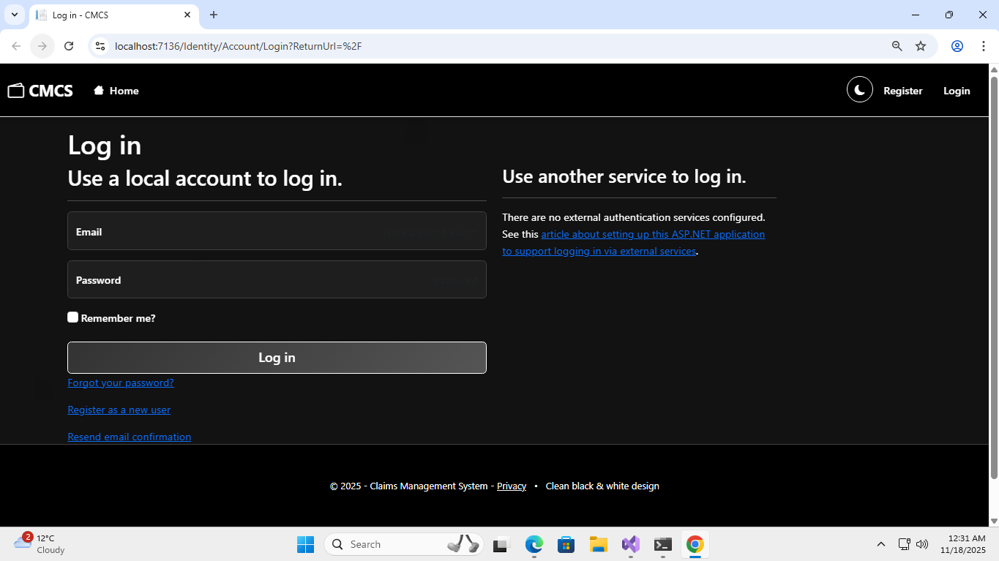 Log in - CMCS
localhost:7136/Identity/Account/Login?ReturnUrl=%2F
CMCS
Home
Register
Login
Log in
Use a local account to log in.
Email
Password
Remember me?
Log in
Forgot your password?
Register as a new user
Resend email confirmation
Use another service to log in.
There are no external authentication services configured.
See this article about setting up this ASP.NET application
to support logging in via external services.
© 2025 - Claims Management System - Privacy • Clean black & white design
2
12°C
Cloudy
Search
12:31 AM
11/18/2025